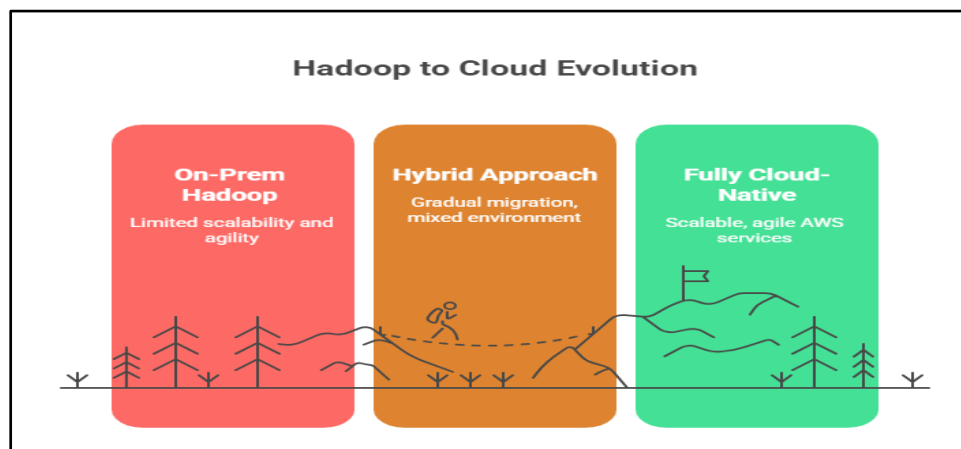 Hadoop to Cloud Evolution
On-Prem
Hadoop
Limited scalability and
agility
Hybrid Approach
Gradual migration,
mixed environment
Fully Cloud-
Native
Scalable, agile AWS
services